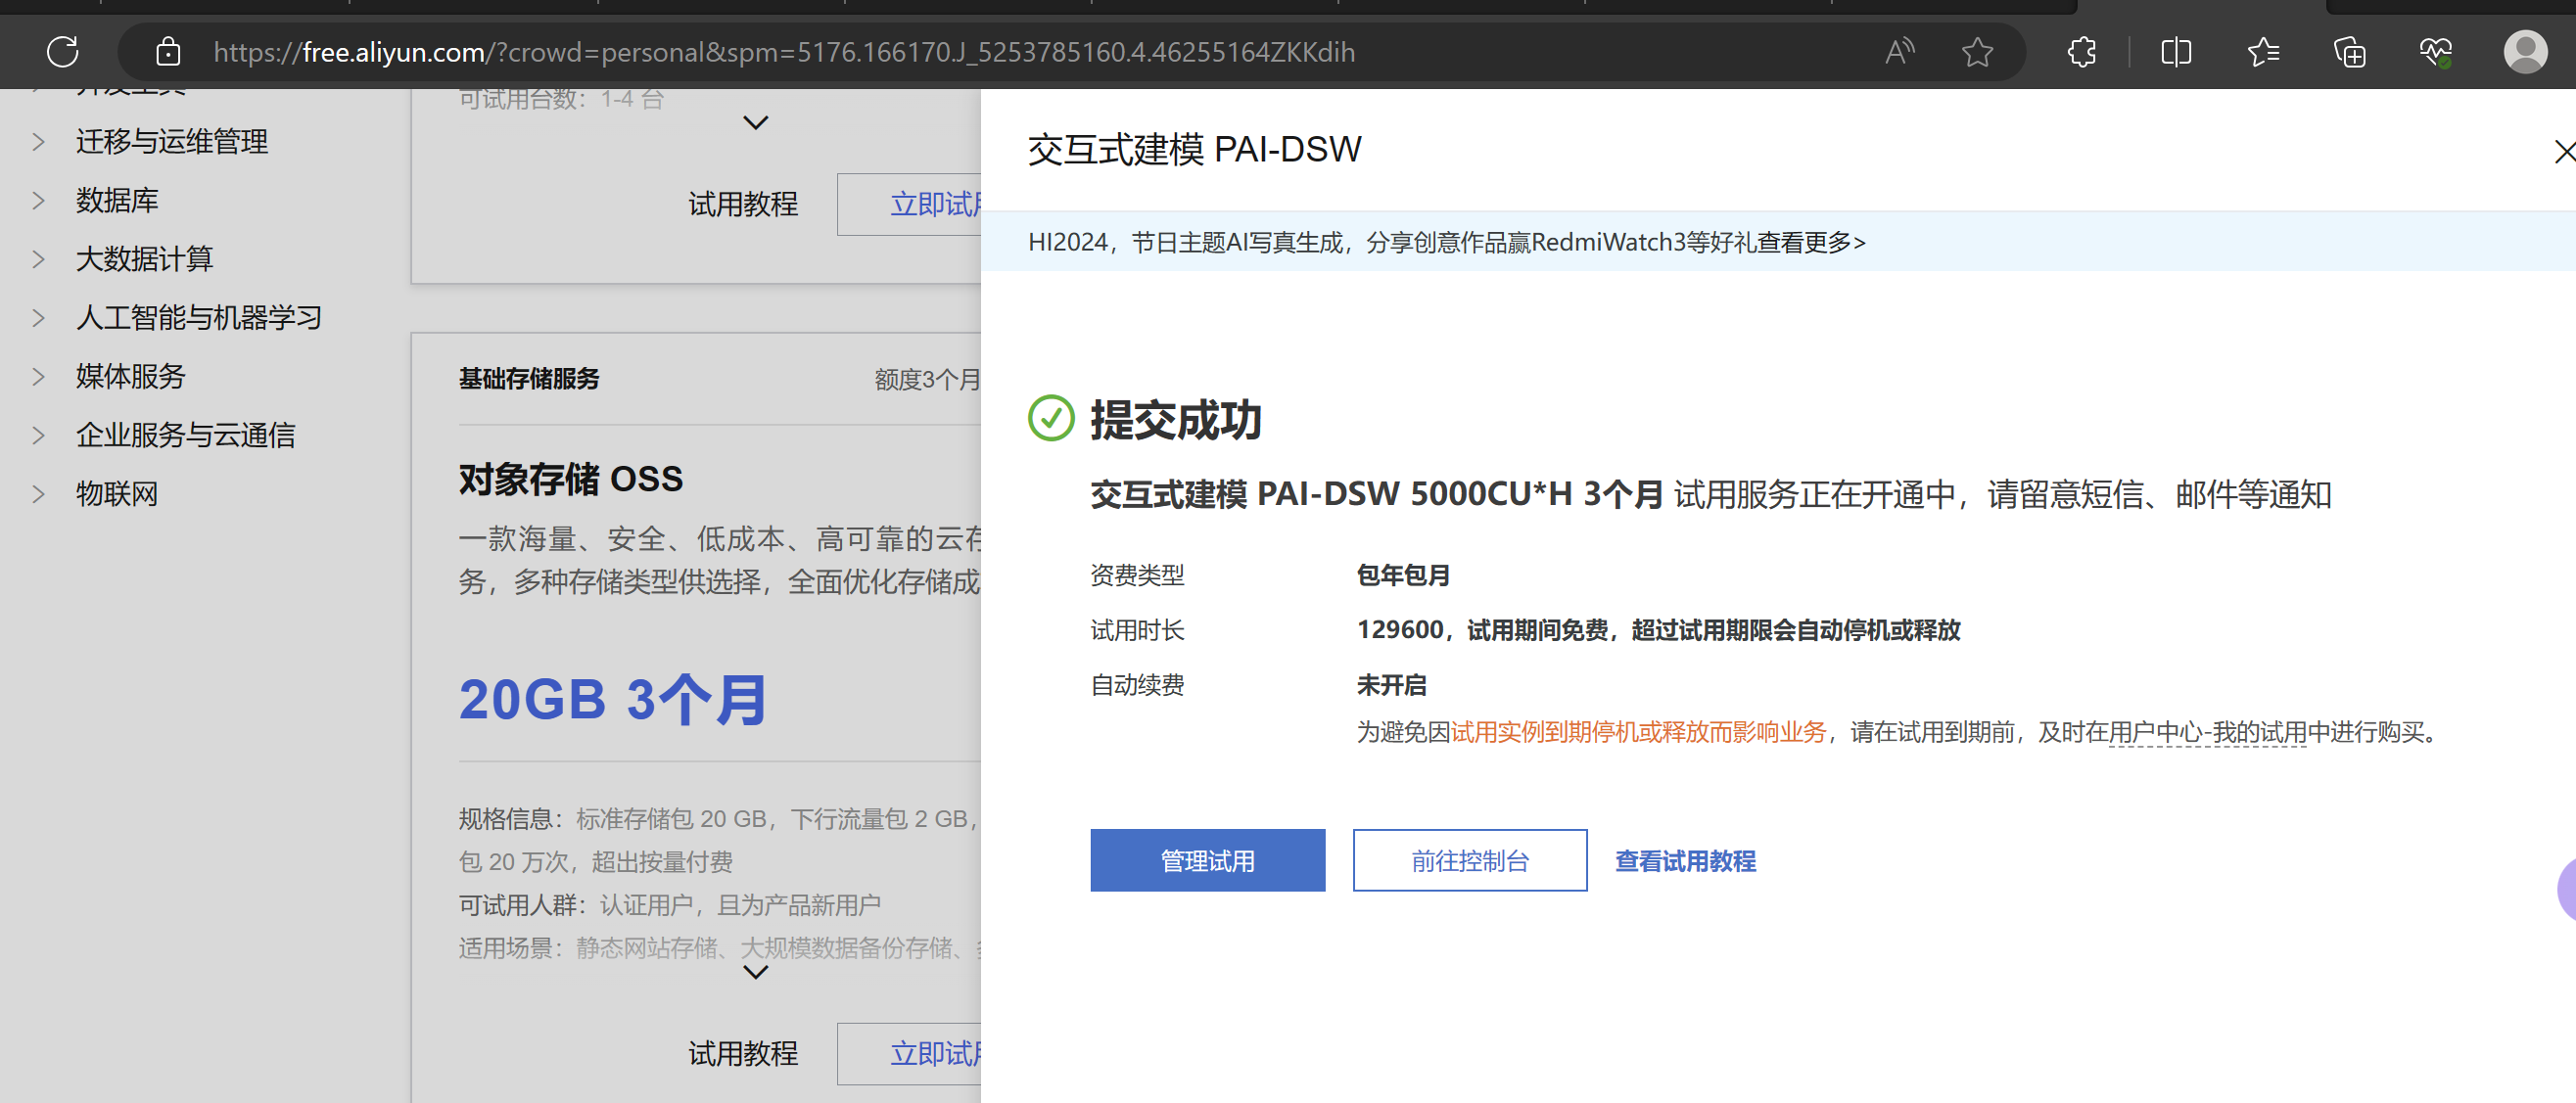 https://free.aliyun.com/?crowd=personal&spm=5176.166170.J_5253785160.4.46255164ZKKdih
开发工具
迁移与运维管理
数据库
大数据计算
人工智能与机器学习
媒体服务
企业服务与云通信
物联网
可试用台数：1-4 台
试用教程
立即试用
基础存储服务
额度3个月
对象存储 OSS
一款海量、安全、低成本、高可靠的云存
务，多种存储类型供选择，全面优化存储成
20GB 3个月
规格信息：标准存储包 20 GB，下行流量包 2 GB，
包 20 万次，超出按量付费
可试用人群：认证用户，且为产品新用户
适用场景：静态网站存储、大规模数据备份存储、
试用教程
立即试用
交互式建模 PAI-DSW
HI2024，节日主题AI写真生成，分享创意作品赢RedmiWatch3等好礼查看更多>
提交成功
交互式建模 PAI-DSW 5000CU*H 3个月 试用服务正在开通中，请留意短信、邮件等通知
资费类型 包年包月
试用时长 129600，试用期间免费，超过试用期限会自动停机或释放
自动续费 未开启
为避免因试用实例到期停机或释放而影响业务，请在试用到期前，及时在用户中心-我的试用中进行购买。
管理试用
前往控制台
查看试用教程